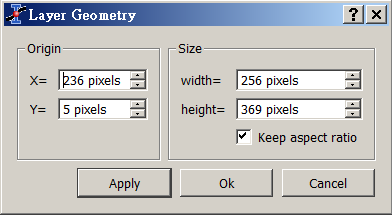 Layer Geometry
Origin
X= 236 pixels
Y= 5 pixels
Size
width= 256 pixels
height= 369 pixels
Keep aspect ratio
Apply Ok Cancel